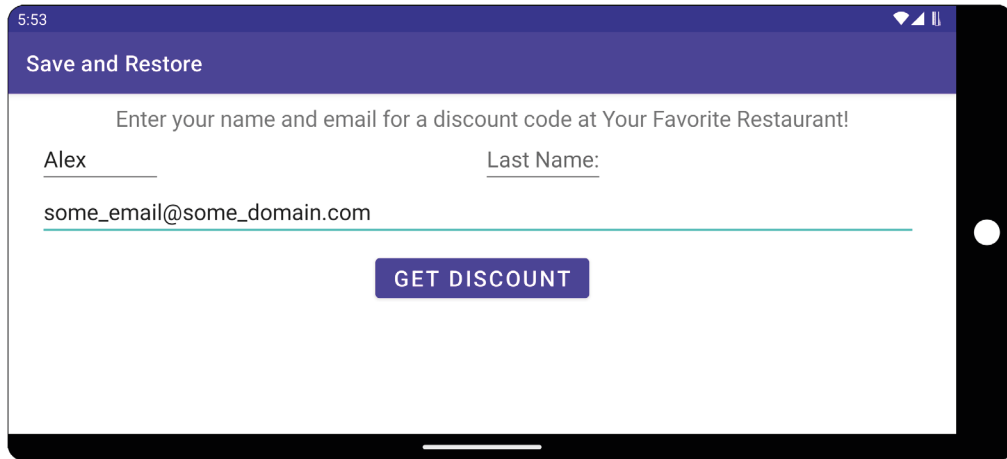 5:53
Save and Restore
Enter your name and email for a discount code at Your Favorite Restaurant!
Alex Last Name:
some_email@some_domain.com
GET DISCOUNT